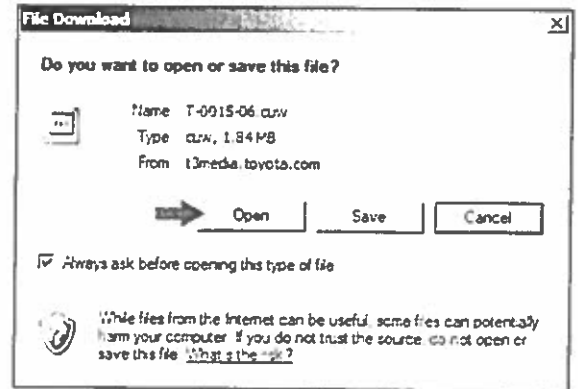 File Download
Do you want to open or save this file?
Name T-0015-06.cuw
Type cuw, 1.84 MB
From t3media.toyota.com
Open Save Cancel
Always ask before opening this type of file
While files from the Internet can be useful, some files can potentially
harm your computer. If you do not trust the source, do not open or
save this file. What's the risk?